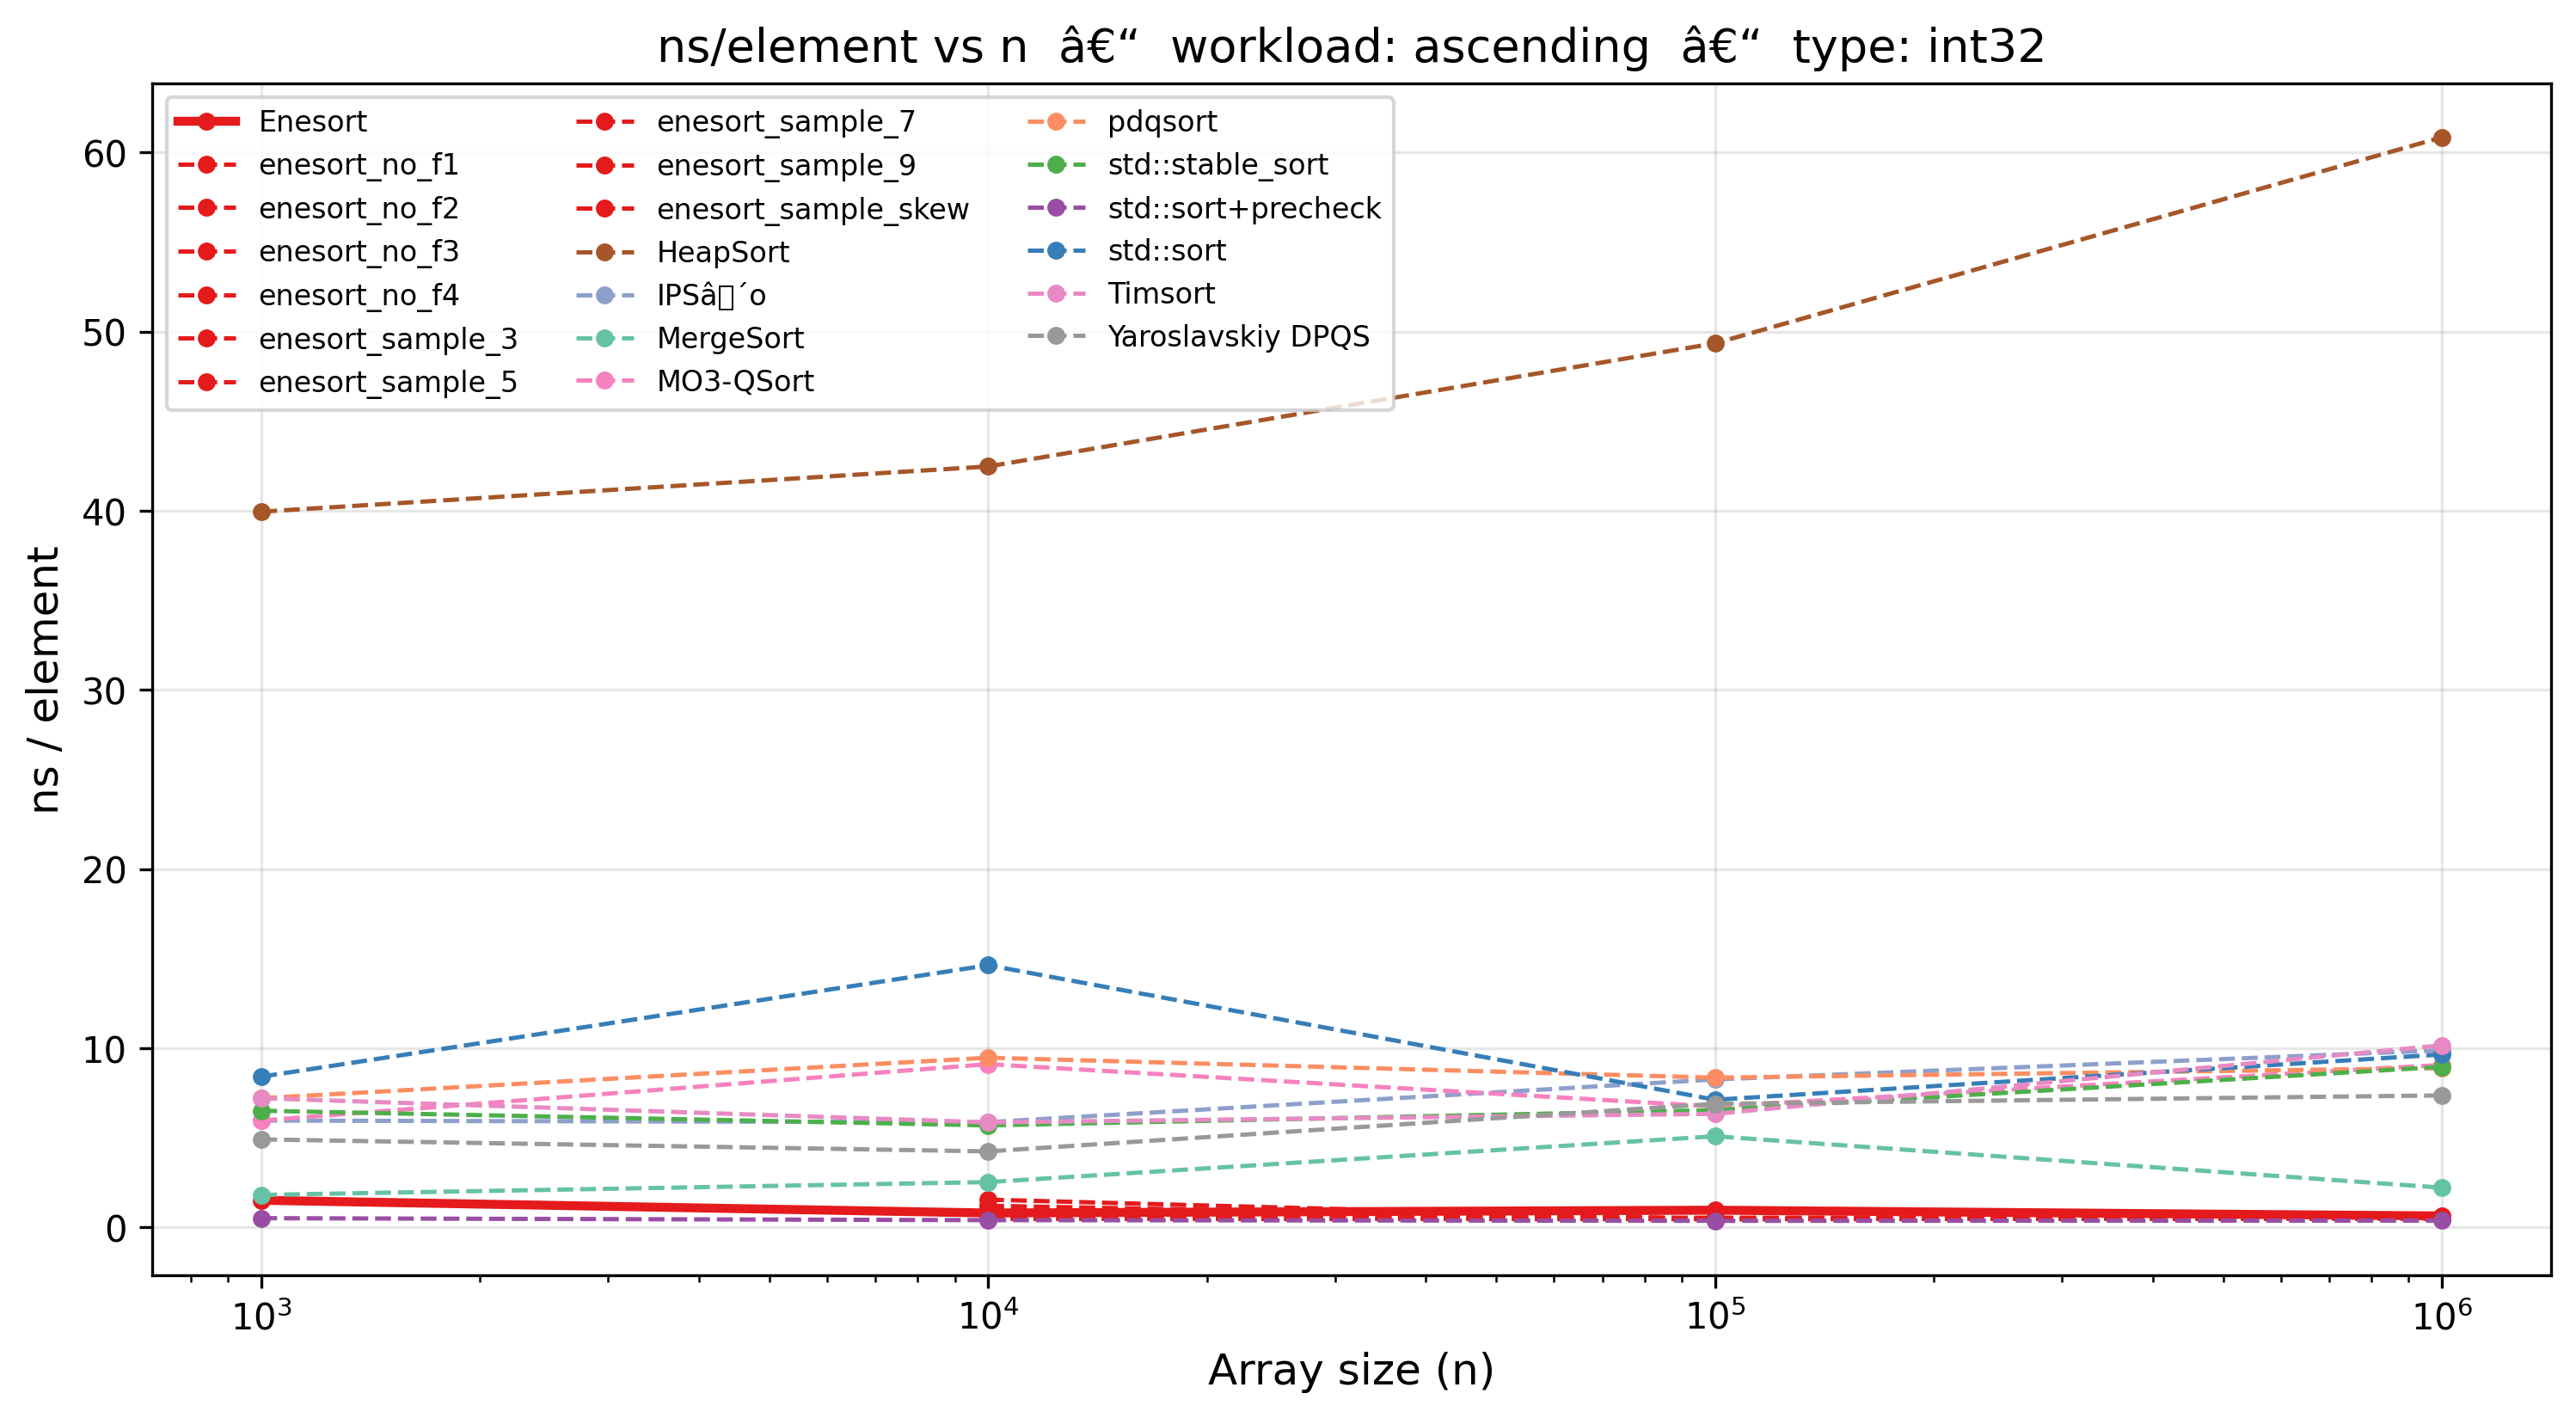 ns/element vs n  â€“  workload: ascending  â€“  type: int32
Enesort
enesort_no_f1
enesort_no_f2
enesort_no_f3
enesort_no_f4
enesort_sample_3
enesort_sample_5
enesort_sample_7
enesort_sample_9
enesort_sample_skew
HeapSort
IPSâ▯´o
MergeSort
MO3-QSort
pdqsort
std::stable_sort
std::sort+precheck
std::sort
Timsort
Yaroslavskiy DPQS
ns / element
60
50
40
30
20
10
0
10³
10⁴
10⁵
10⁶
Array size (n)